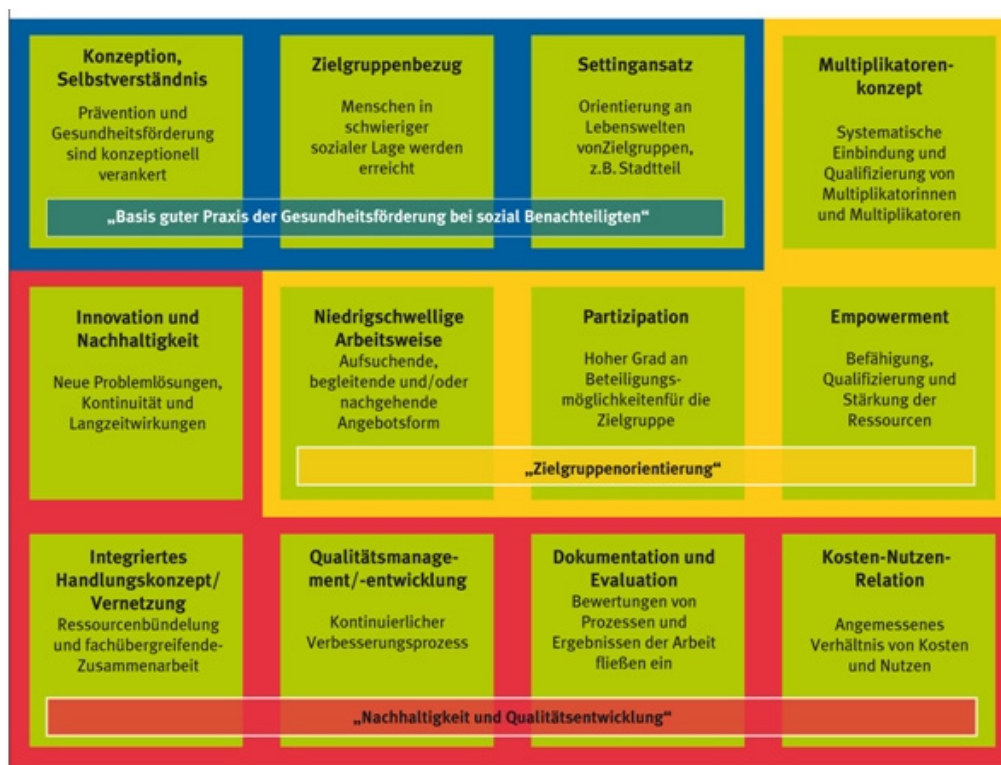 Konzeption,
Selbstverständnis
Prävention und
Gesundheitsförderung
sind konzeptionell
verankert
Zielgruppenbezug
Menschen in
schwieriger
sozialer Lage werden
erreicht
Settingansatz
Orientierung an
Lebenswelten
vonZielgruppen,
z.B. Stadtteil
Multiplikatoren-
konzept
Systematische
Einbindung und
Qualifizierung von
Multiplikatorinnen
und Multiplikatoren
„Basis guter Praxis der Gesundheitsförderung bei sozial Benachteiligten“
Innovation und
Nachhaltigkeit
Neue Problemlösungen,
Kontinuität und
Langzeitwirkungen
Niedrigschwellige
Arbeitsweise
Aufsuchende,
begleitende und/oder
nachgehende
Angebotsform
Partizipation
Hoher Grad an
Beteiligungs-
möglichkeitenfür die
Zielgruppe
Empowerment
Befähigung,
Qualifizierung und
Stärkung der
Ressourcen
„Zielgruppenorientierung“
Integriertes
Handlungskonzept/
Vernetzung
Ressourcenbündelung
und fachübergreifende-
Zusammenarbeit
Qualitätsmanage-
ment/-entwicklung
Kontinuierlicher
Verbesserungsprozess
Dokumentation und
Evaluation
Bewertungen von
Prozessen und
Ergebnissen der Arbeit
fließen ein
Kosten-Nutzen-
Relation
Angemessenes
Verhältnis von Kosten
und Nutzen
„Nachhaltigkeit und Qualitätsentwicklung“